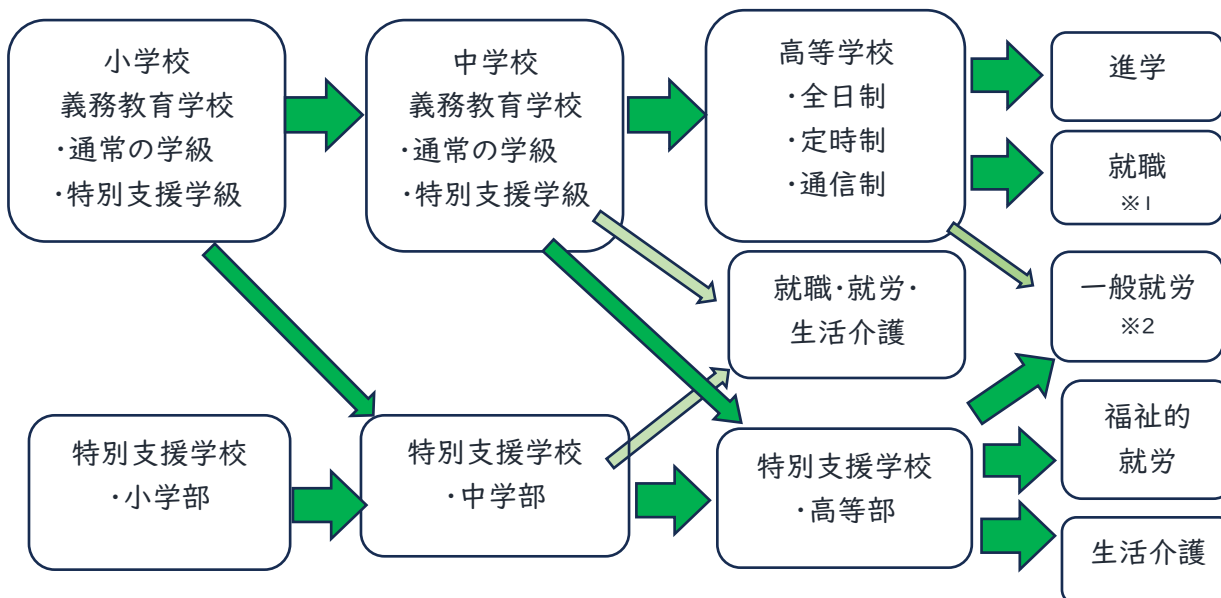 小学校
義務教育学校
・通常の学級
・特別支援学級
中学校
義務教育学校
・通常の学級
・特別支援学級
高等学校
・全日制
・定時制
・通信制
進学
就職
※1
就職・就労・
生活介護
一般就労
※2
特別支援学校
・小学部
特別支援学校
・中学部
特別支援学校
・高等部
福祉的
就労
生活介護